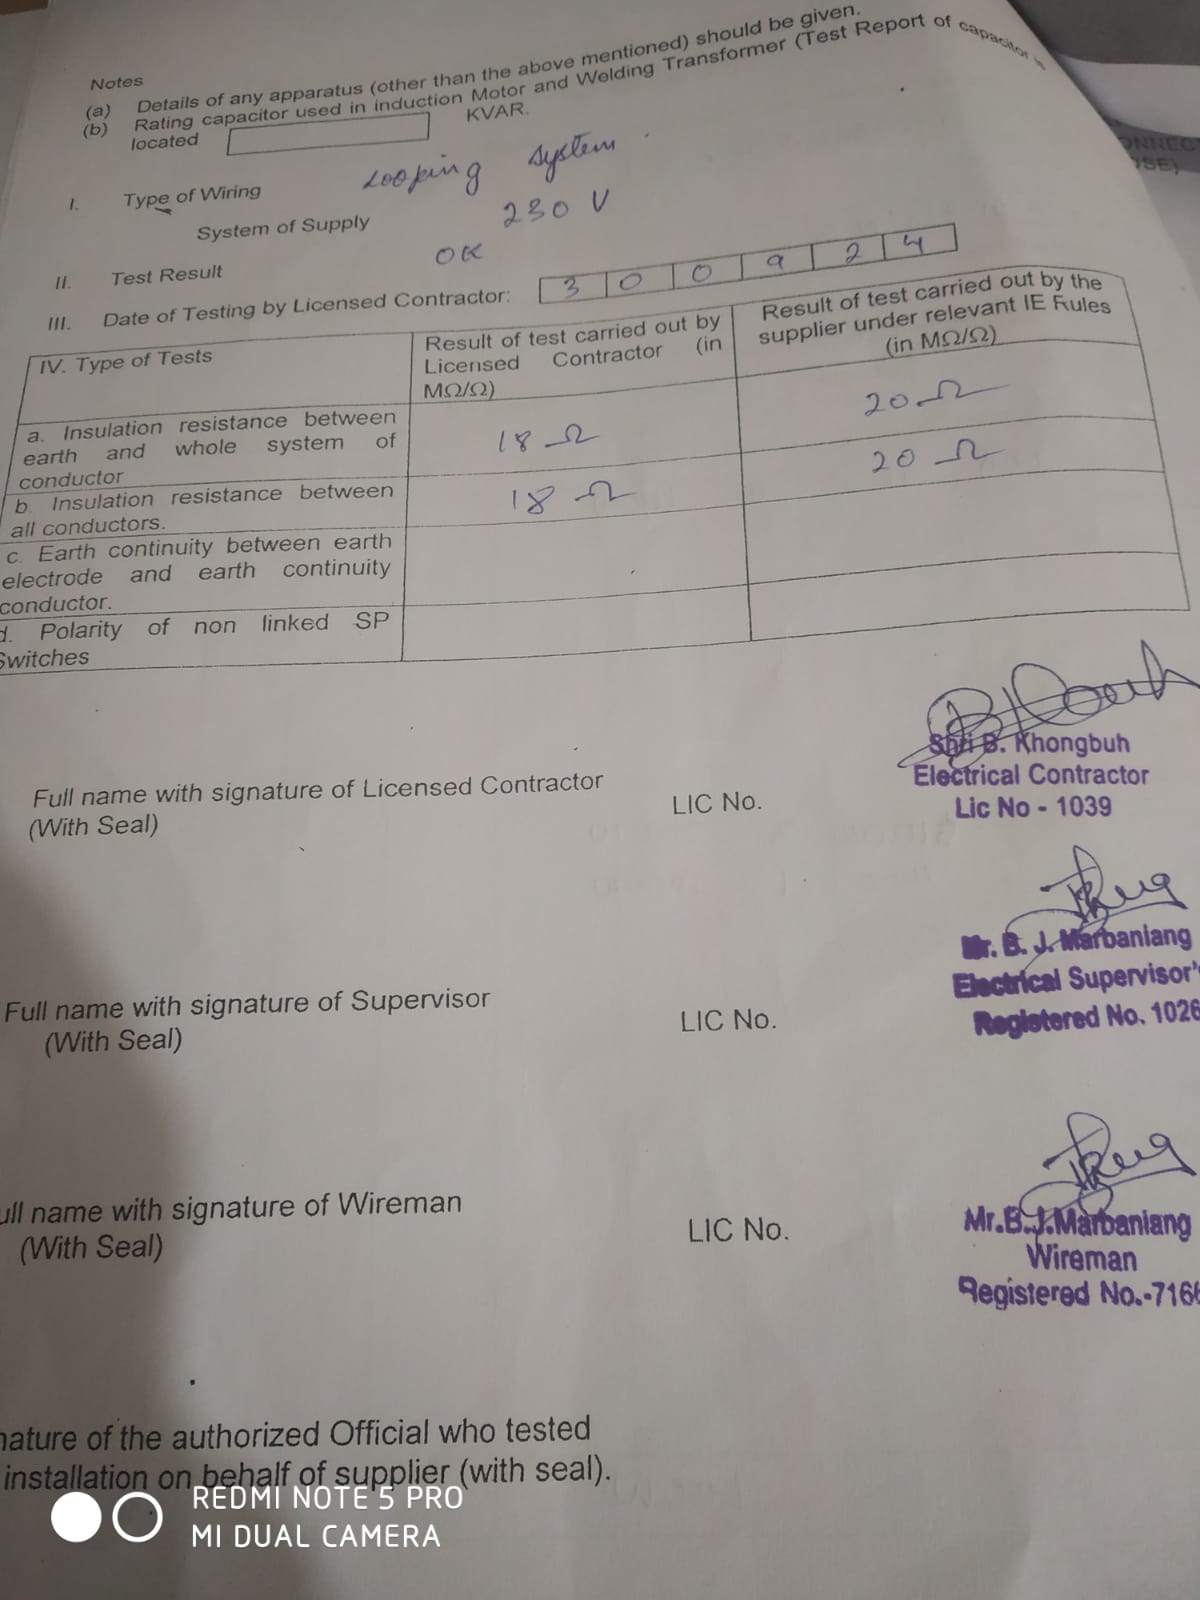 Notes
(a) Details of any apparatus (other than the above mentioned) should be given.
(b) Rating capacitor used in induction Motor and Welding Transformer (Test Report of capacitor is
located KVAR.
I. Type of Wiring Looping System
System of Supply 230 V
II. Test Result OK
III. Date of Testing by Licensed Contractor: 3 0 0 9 2 4
IV. Type of Tests
Result of test carried out by
Licensed Contractor (in
MΩ/Ω)
Result of test carried out by the
supplier under relevant IE Rules
(in MΩ/Ω)
a. Insulation resistance between
earth and whole system of
conductor
18 Ω
20 Ω
b. Insulation resistance between
all conductors.
18 Ω
20 Ω
c. Earth continuity between earth
electrode and earth continuity
conductor.
d. Polarity of non linked SP
Switches
Shri B. Khongbuh
Electrical Contractor
Lic No - 1039
Full name with signature of Licensed Contractor LIC No.
(With Seal)
Mr. B. J. Marbaniang
Electrical Supervisor's
Registered No. 1026
Full name with signature of Supervisor LIC No.
(With Seal)
Mr.B.J.Marbaniang
Wireman
Registered No.-7166
ull name with signature of Wireman LIC No.
(With Seal)
nature of the authorized Official who tested
installation on behalf of supplier (with seal).
REDMI NOTE 5 PRO
MI DUAL CAMERA